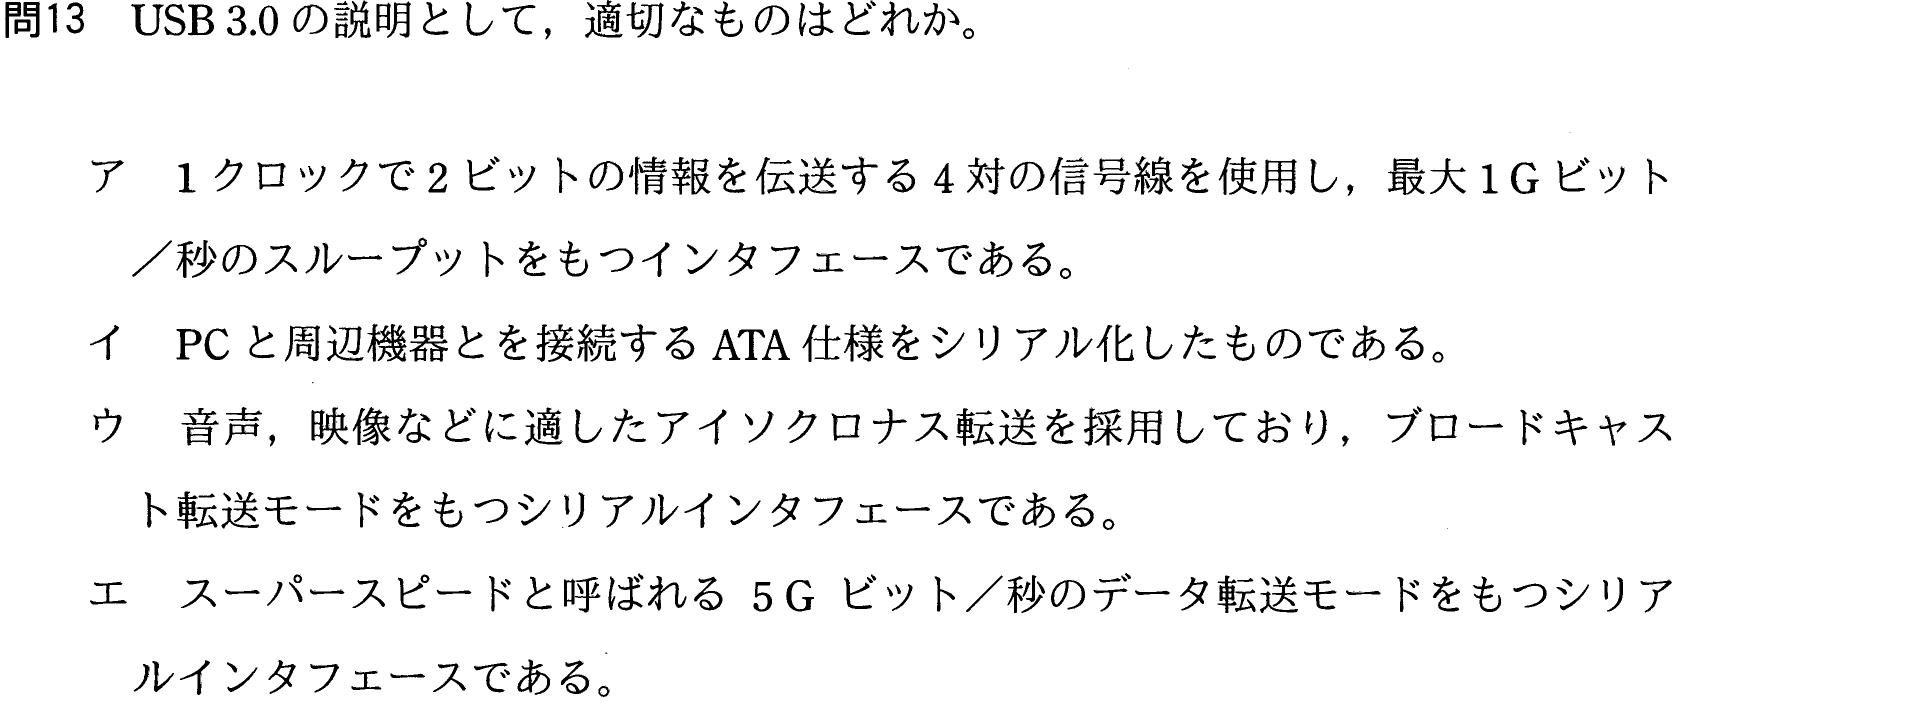 問13 USB 3.0 の説明として，適切なものはどれか。
ア 1 クロックで 2 ビットの情報を伝送する 4 対の信号線を使用し，最大 1 G ビット
／秒のスループットをもつインタフェースである。
イ PC と周辺機器とを接続する ATA 仕様をシリアル化したものである。
ウ 音声，映像などに適したアイソクロナス転送を採用しており，ブロードキャス
ト転送モードをもつシリアルインタフェースである。
エ スーパースピードと呼ばれる 5 G ビット／秒のデータ転送モードをもつシリア
ルインタフェースである。